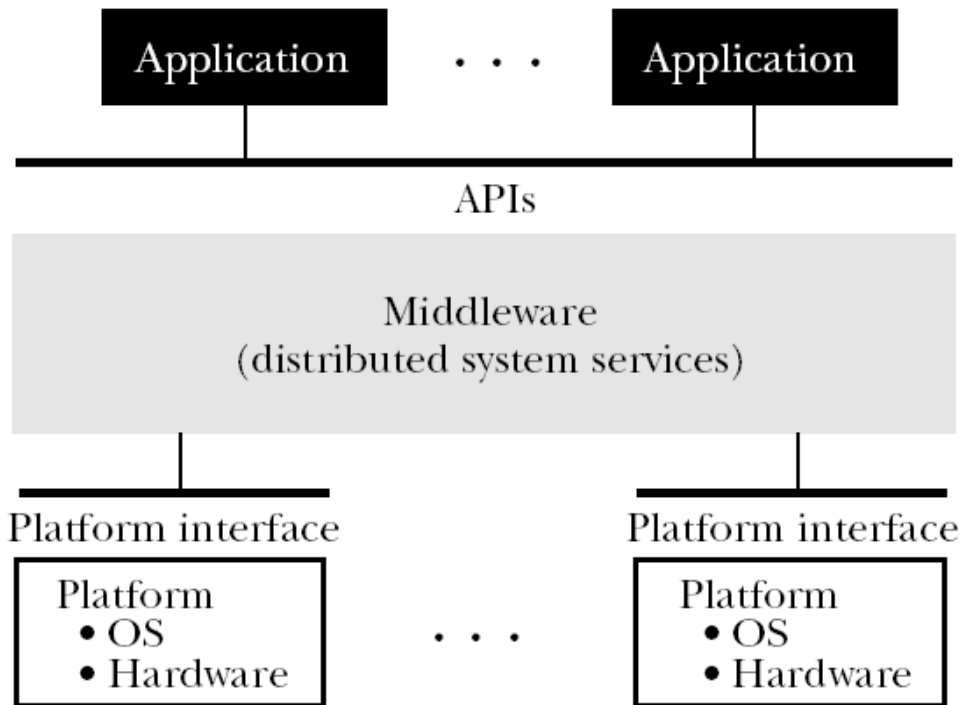 Application . . . Application
APIs
Middleware
(distributed system services)
Platform interface Platform interface
Platform Platform
• OS . . . • OS
• Hardware • Hardware